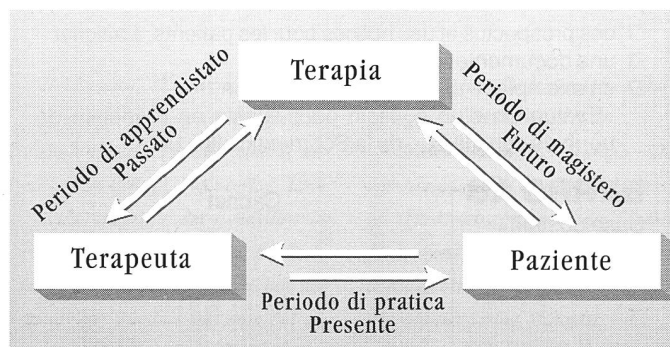 Terapia
Periodo di apprendistato
Passato
Periodo di magistero
Futuro
Terapeuta
Paziente
Periodo di pratica
Presente